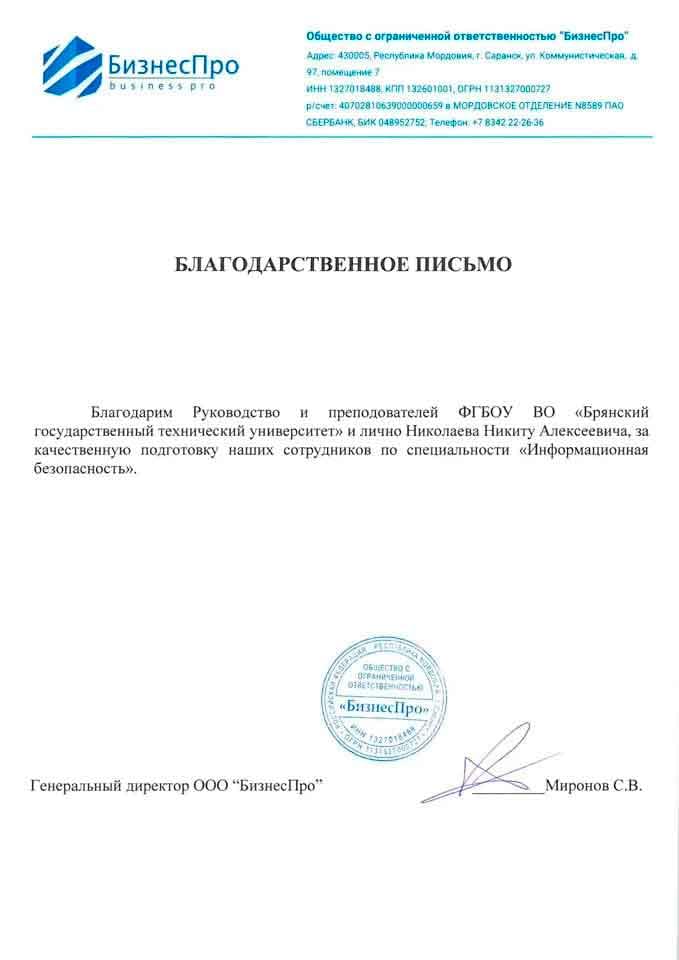 БизнесПро
business pro
Общество с ограниченной ответственностью "БизнесПро"
Адрес: 430005, Республика Мордовия, г. Саранск, ул. Коммунистическая, д.
97, помещение 7
ИНН 1327018488, КПП 132601001, ОГРН 1131327000727
р/счет: 40702810639000000659 в МОРДОВСКОЕ ОТДЕЛЕНИЕ N8589 ПАО
СБЕРБАНК, БИК 048952752, Телефон: +7 8342 22-26-36
БЛАГОДАРСТВЕННОЕ ПИСЬМО
Благодарим Руководство и преподователей ФГБОУ ВО «Брянский
государственный технический университет» и лично Николаева Никиту Алексеевича, за
качественную подготовку наших сотрудников по специальности «Информационная
безопасность».
РОССИЙСКАЯ ФЕДЕРАЦИЯ РЕСПУБЛИКА МОРДОВИЯ
ОБЩЕСТВО С
ОГРАНИЧЕННОЙ
ОТВЕТСТВЕННОСТЬЮ
«БизнесПро»
ИНН 1327018488
ОГРН 1131327000727
Генеральный директор ООО “БизнесПро” _________Миронов С.В.